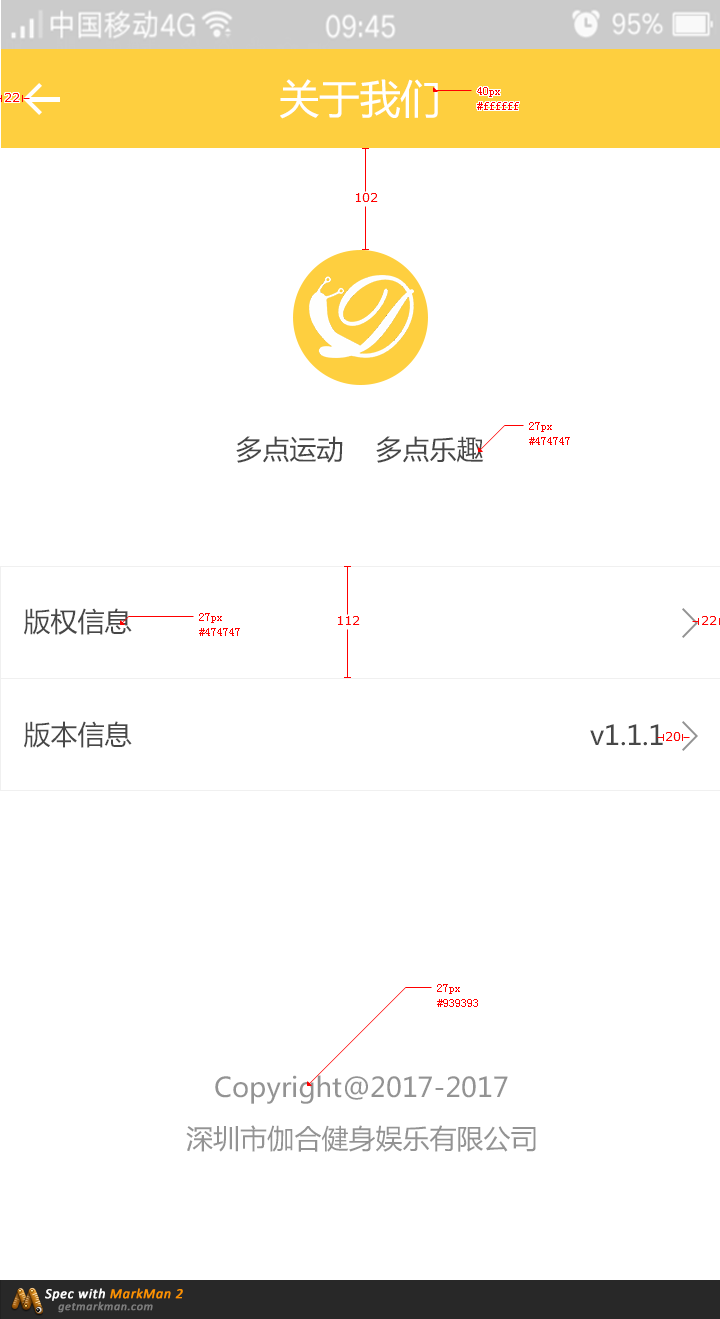 中国移动4G 09:45 95%
22 关于我们 40px
#ffffff
102
27px
#474747
多点运动 多点乐趣
版权信息 27px
#474747
112 22
版本信息 v1.1.1 20
27px
#939393
Copyright@2017-2017
深圳市伽合健身娱乐有限公司
Spec with MarkMan 2
getmarkman.com